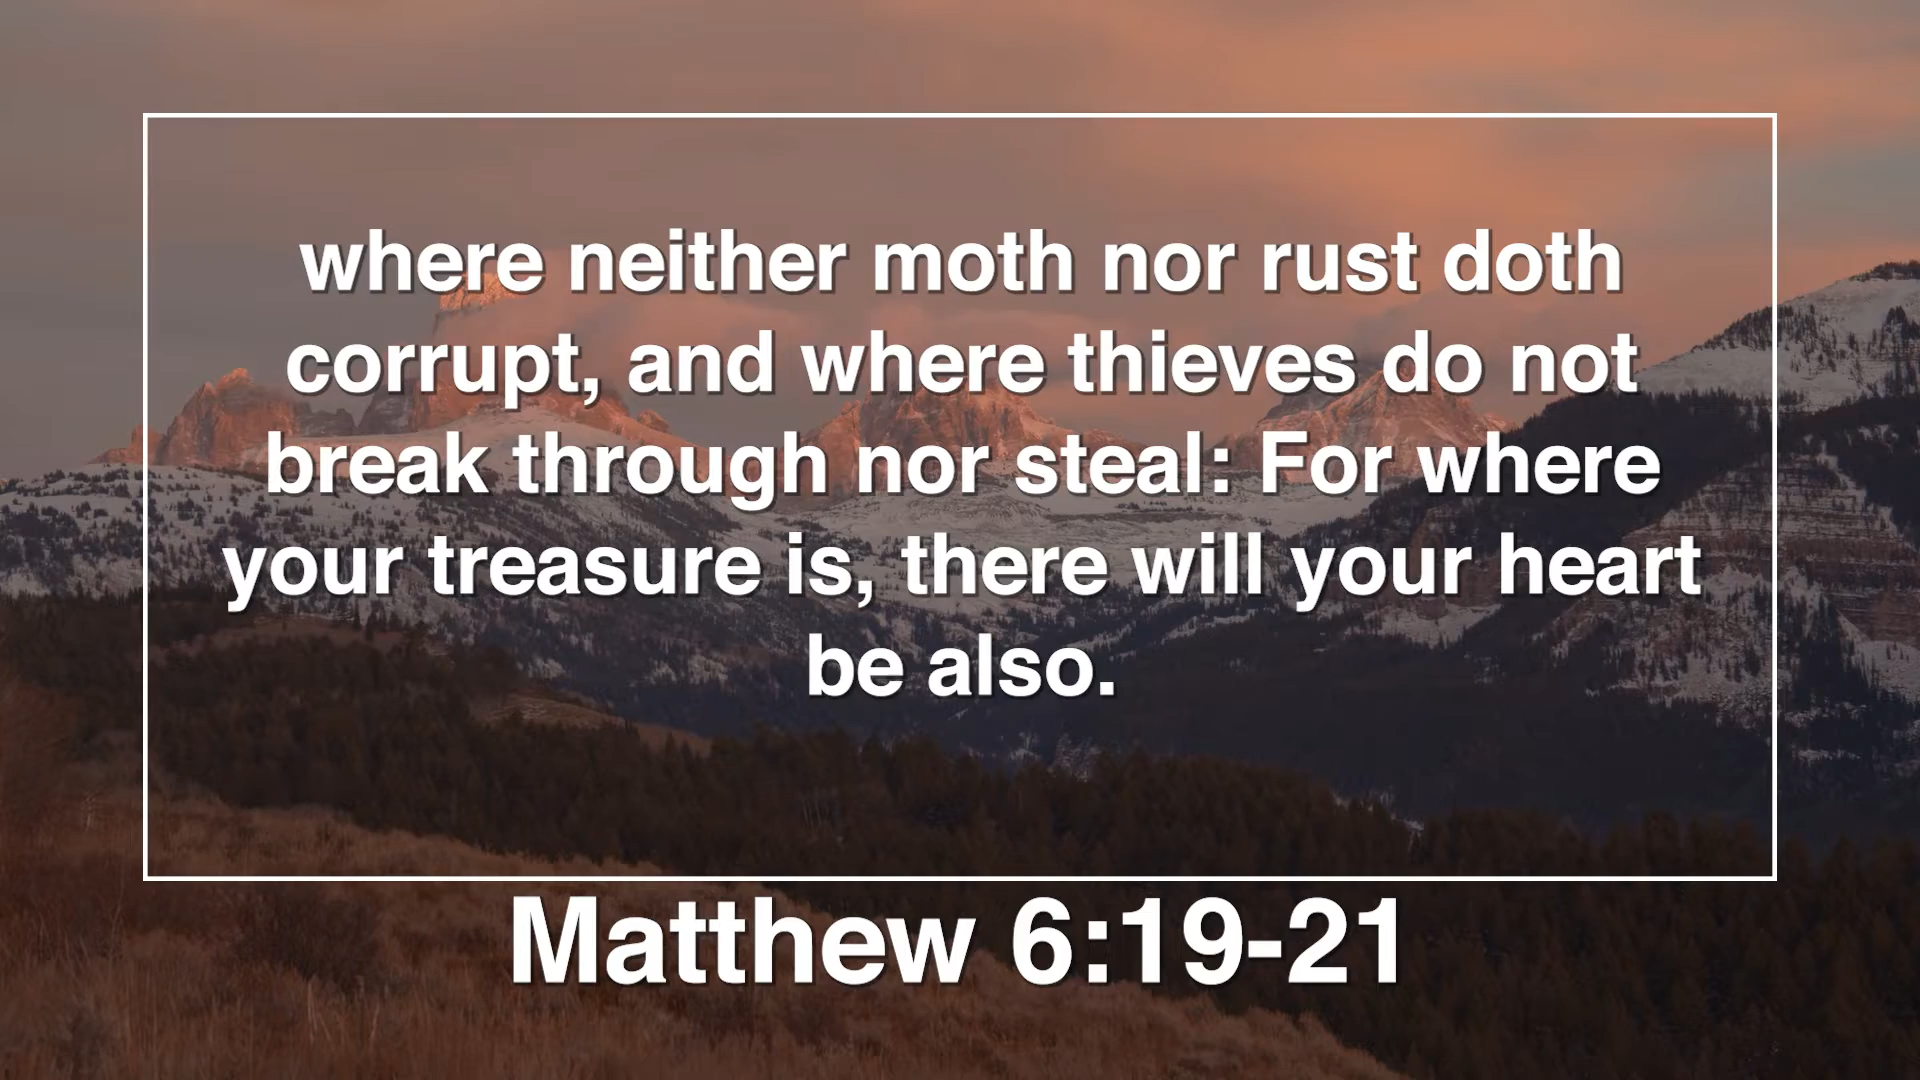 where neither moth nor rust doth
corrupt, and where thieves do not
break through nor steal: For where
your treasure is, there will your heart
be also.
Matthew 6:19-21